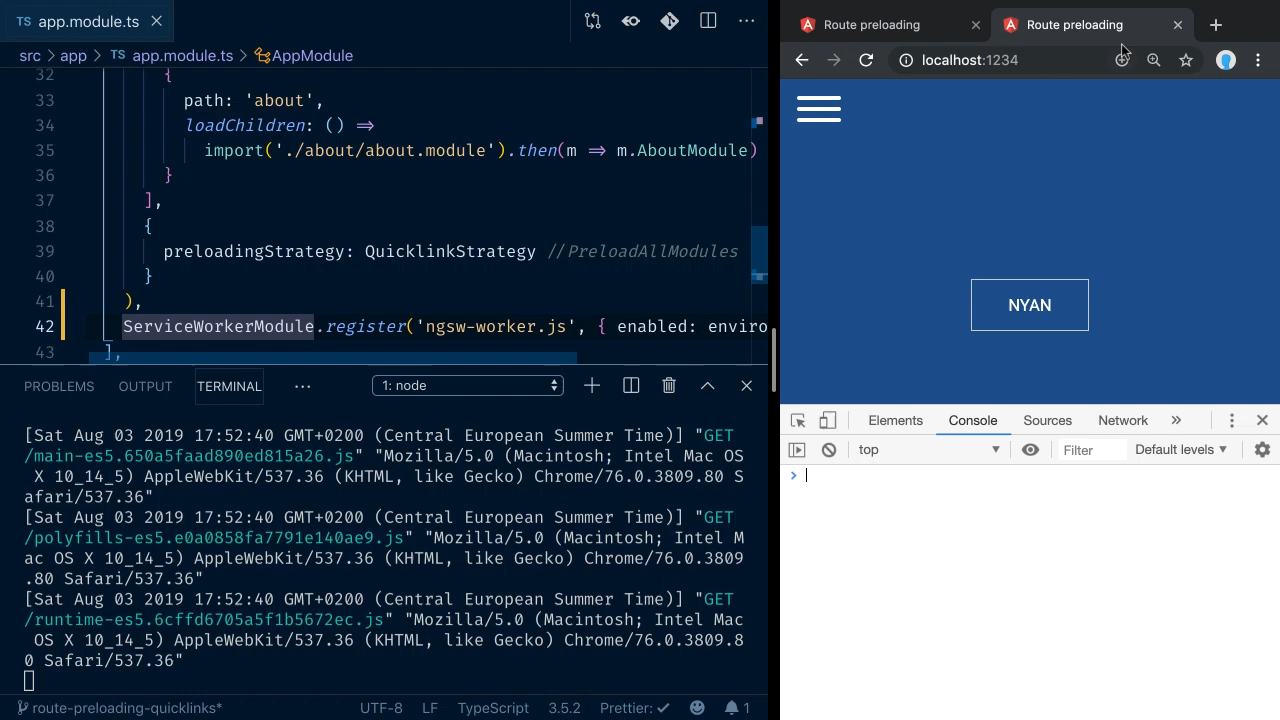 TS app.module.ts
src > app > TS app.module.ts > AppModule
32 {
33 path: 'about',
34 loadChildren: () ⇒
35 import('./about/about.module').then(m ⇒ m.AboutModule)
36 }
37 ],
38 {
39 preloadingStrategy: QuicklinkStrategy //PreloadAllModules
40 }
41 ),
42 ServiceWorkerModule.register('ngsw-worker.js', { enabled: enviro
43 ],
PROBLEMS OUTPUT TERMINAL ··· 1: node
[Sat Aug 03 2019 17:52:40 GMT+0200 (Central European Summer Time)] "GET
/main-es5.650a5faad890ed815a26.js" "Mozilla/5.0 (Macintosh; Intel Mac OS
X 10_14_5) AppleWebKit/537.36 (KHTML, like Gecko) Chrome/76.0.3809.80 S
afari/537.36"
[Sat Aug 03 2019 17:52:40 GMT+0200 (Central European Summer Time)] "GET
/polyfills-es5.e0a0858fa7791e140ae9.js" "Mozilla/5.0 (Macintosh; Intel M
ac OS X 10_14_5) AppleWebKit/537.36 (KHTML, like Gecko) Chrome/76.0.3809
.80 Safari/537.36"
[Sat Aug 03 2019 17:52:40 GMT+0200 (Central European Summer Time)] "GET
/runtime-es5.6cffd6705a5f1b5672ec.js" "Mozilla/5.0 (Macintosh; Intel Mac
OS X 10_14_5) AppleWebKit/537.36 (KHTML, like Gecko) Chrome/76.0.3809.8
0 Safari/537.36"
route-preloading-quicklinks* UTF-8 LF TypeScript 3.5.2 Prettier: ✓ 1
Route preloading Route preloading
localhost:1234
NYAN
Elements Console Sources Network »
top Filter Default levels ▼
>